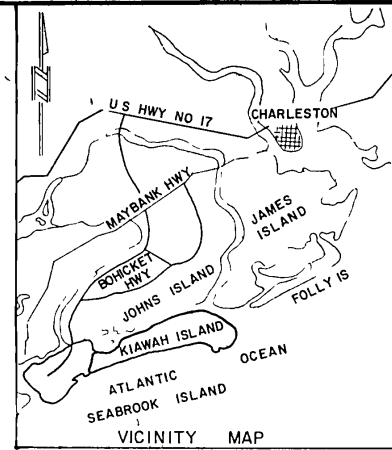 U S HWY NO 17
CHARLESTON
MAYBANK HWY
JAMES
ISLAND
BOHICKET
HWY
JOHNS ISLAND
FOLLY IS
KIAWAH ISLAND
OCEAN
ATLANTIC
SEABROOK ISLAND
VICINITY MAP